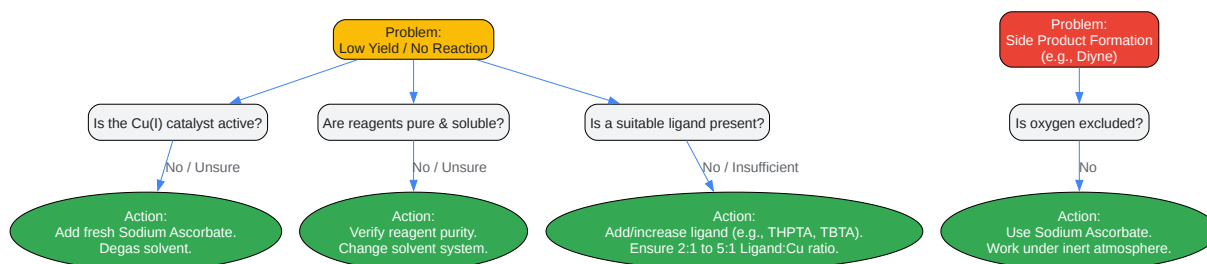 Problem:
Low Yield / No Reaction
Problem:
Side Product Formation
(e.g., Diyne)
Is the Cu(I) catalyst active?
Are reagents pure & soluble?
Is a suitable ligand present?
Is oxygen excluded?
No / Unsure
No / Unsure
No / Insufficient
No
Action:
Add fresh Sodium Ascorbate.
Degas solvent.
Action:
Verify reagent purity.
Change solvent system.
Action:
Add/increase ligand (e.g., THPTA, TBTA).
Ensure 2:1 to 5:1 Ligand:Cu ratio.
Action:
Use Sodium Ascorbate.
Work under inert atmosphere.